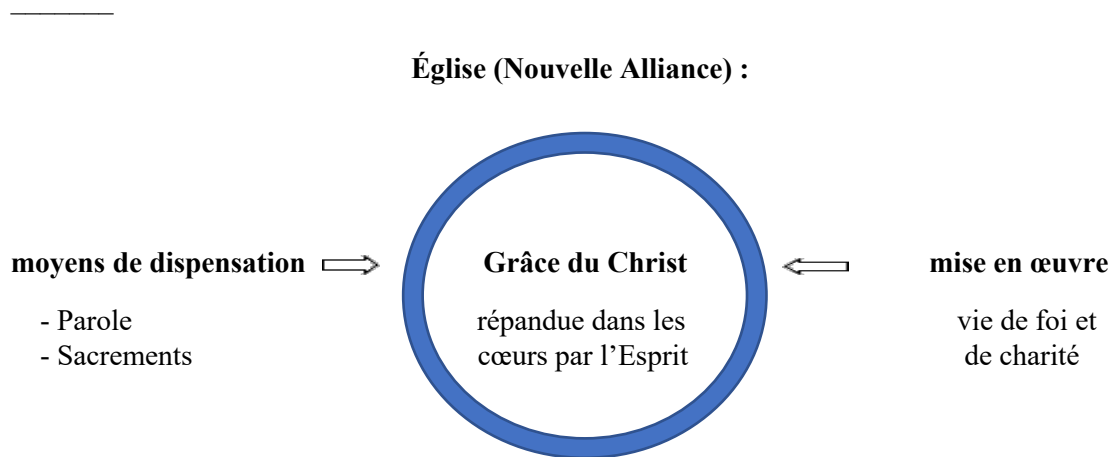 Église (Nouvelle Alliance) :
moyens de dispensation
- Parole
- Sacrements
Grâce du Christ
répandue dans les
cœurs par l’Esprit
mise en œuvre
vie de foi et
de charité